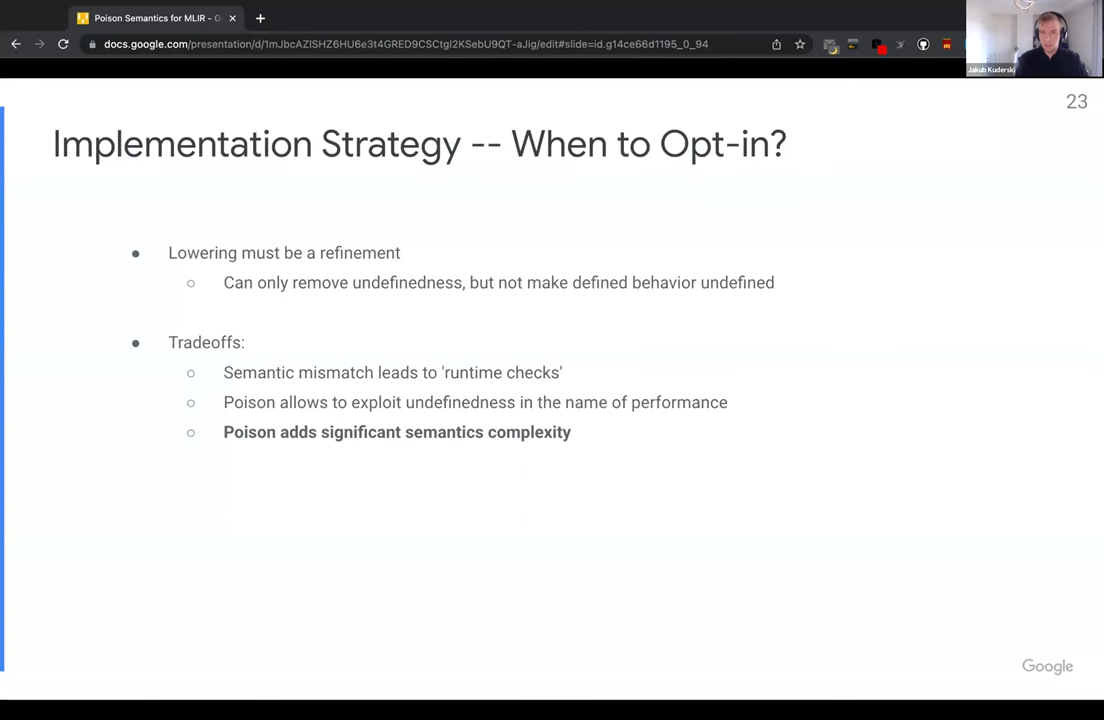 Poison Semantics for MLIR - G
docs.google.com/presentation/d/1mJbcAZlSHZ6HU6e3t4GRED9CSCtgI2KSebU9QT-aJig/edit#slide=id.g14ce66d1195_0_94
Jakub Kuderski
23
Implementation Strategy -- When to Opt-in?
● Lowering must be a refinement
○ Can only remove undefinedness, but not make defined behavior undefined
● Tradeoffs:
○ Semantic mismatch leads to 'runtime checks'
○ Poison allows to exploit undefinedness in the name of performance
○ Poison adds significant semantics complexity
Google